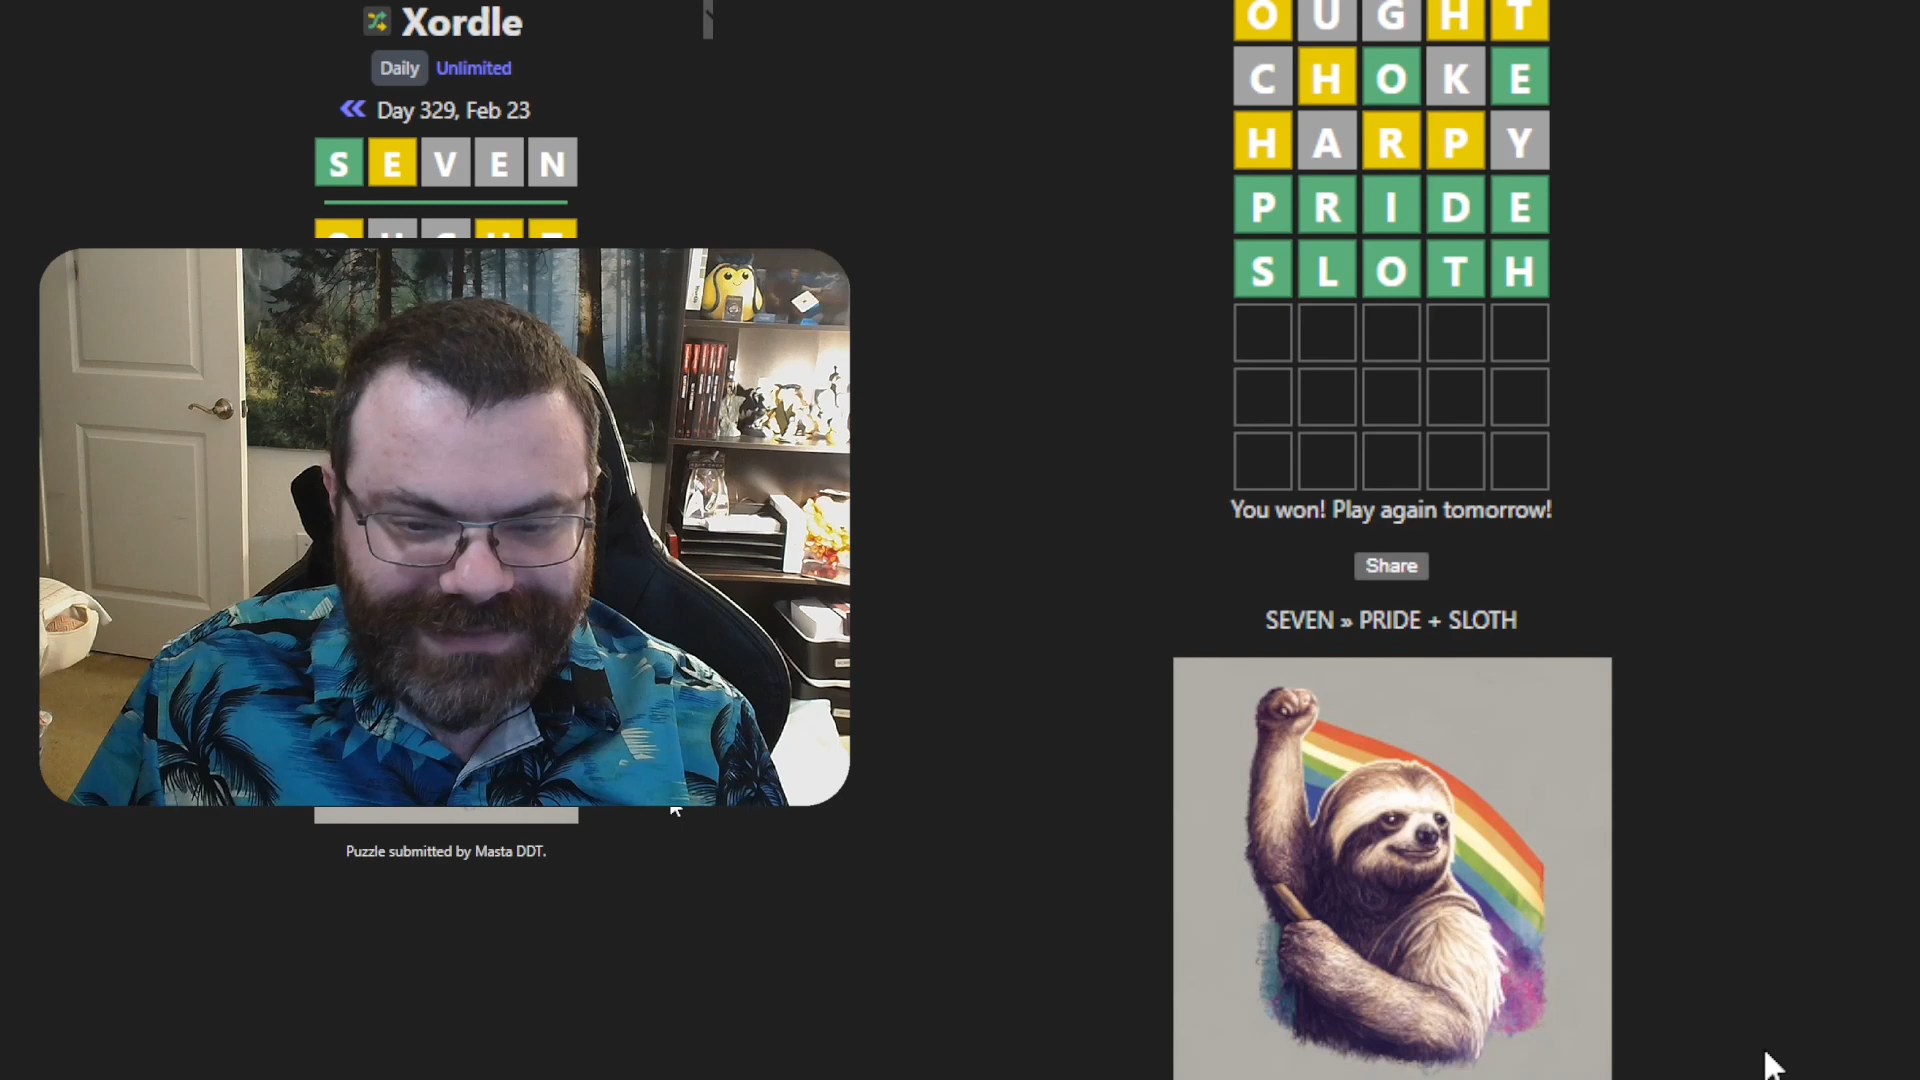 Xordle
Daily Unlimited
« Day 329, Feb 23
SEVEN
OUGHT
CHOKE
HARPY
PRIDE
SLOTH
You won! Play again tomorrow!
Share
SEVEN » PRIDE + SLOTH
Puzzle submitted by Masta DDT.